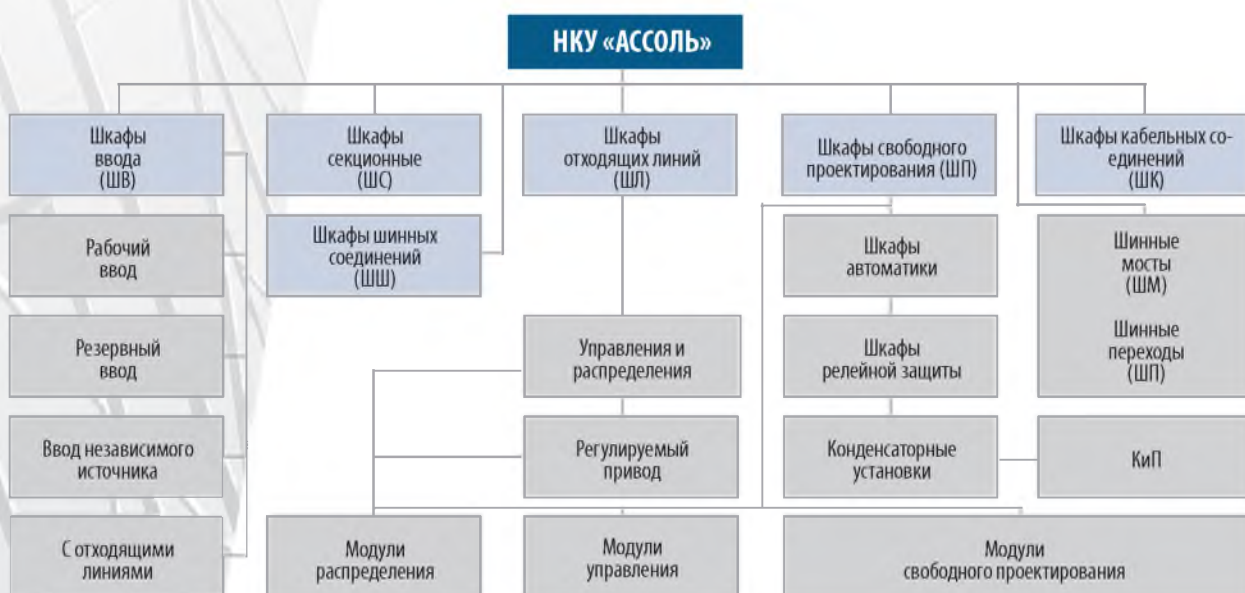 НКУ «АССОЛЬ»
Шкафы
ввода
(ШВ)
Шкафы
секционные
(ШС)
Шкафы
отходящих линий
(ШЛ)
Шкафы свободного
проектирования (ШП)
Шкафы кабельных со-
единений
(ШК)
Рабочий
ввод
Шкафы шинных
соединений
(ШШ)
Шкафы
автоматики
Шинные
мосты
(ШМ)
Шинные
переходы
(ШП)
Резервный
ввод
Управления и
распределения
Шкафы
релейной защиты
Ввод независимого
источника
Регулируемый
привод
Конденсаторные
установки
КиП
С отходящими
линиями
Модули
распределения
Модули
управления
Модули
свободного проектирования